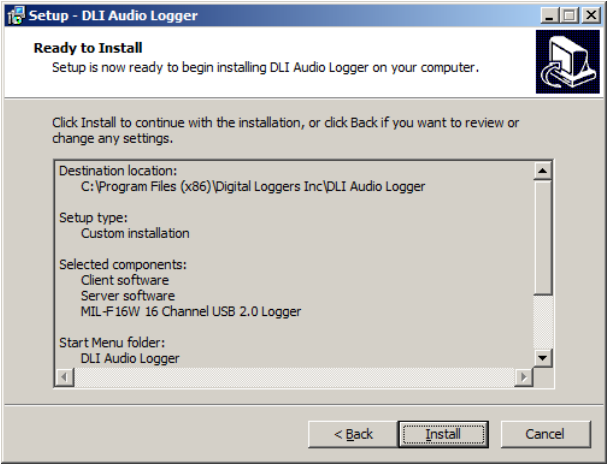 Setup - DLI Audio Logger
Ready to Install
Setup is now ready to begin installing DLI Audio Logger on your computer.
Click Install to continue with the installation, or click Back if you want to review or
change any settings.
Destination location:
C:\Program Files (x86)\Digital Loggers Inc\DLI Audio Logger
Setup type:
Custom installation
Selected components:
Client software
Server software
MIL-F16W 16 Channel USB 2.0 Logger
Start Menu folder:
DLI Audio Logger
< Back
Install
Cancel